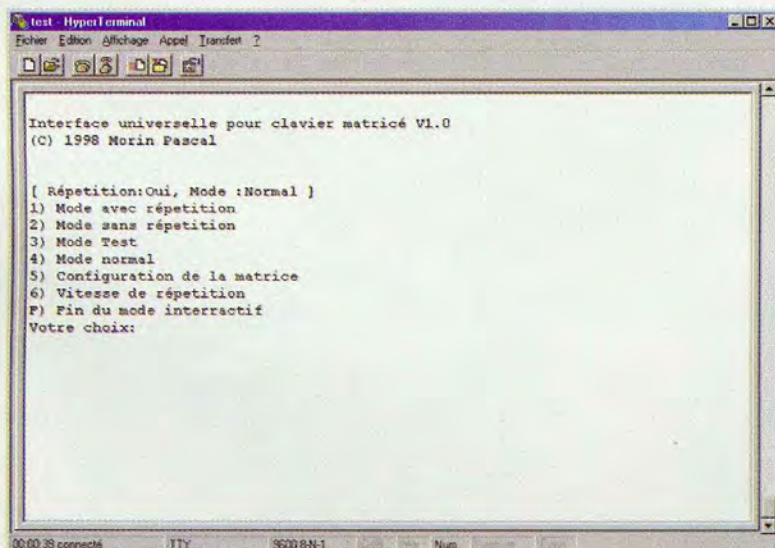 test - HyperTerminal
Fichier Edition Affichage Appel Transfert ?
Interface universelle pour clavier matricé V1.0
(C) 1998 Morin Pascal
[ Répetition:Oui, Mode :Normal ]
1) Mode avec répetition
2) Mode sans répetition
3) Mode Test
4) Mode normal
5) Configuration de la matrice
6) Vitesse de répetition
F) Fin du mode interractif
Votre choix:
00:00:39 connecté TTY 9600 8-N-1 Num